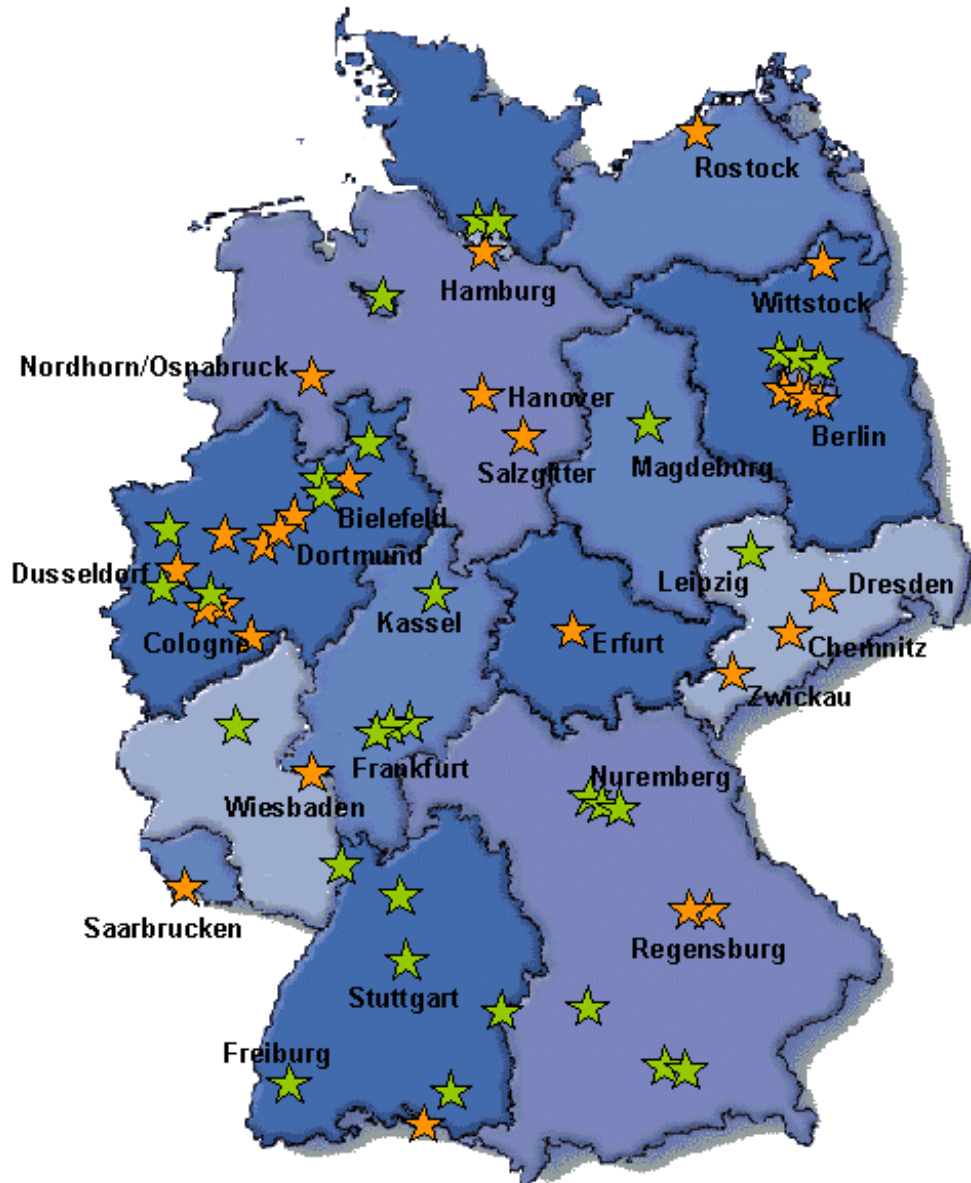 Rostock
Hamburg
Wittstock
Nordhorn/Osnabruck
Hanover
Berlin
Salzgitter
Magdeburg
Bielefeld
Dortmund
Dusseldorf
Leipzig
Dresden
Kassel
Cologne
Erfurt
Chemnitz
Zwickau
Frankfurt
Nuremberg
Wiesbaden
Saarbrucken
Regensburg
Stuttgart
Freiburg